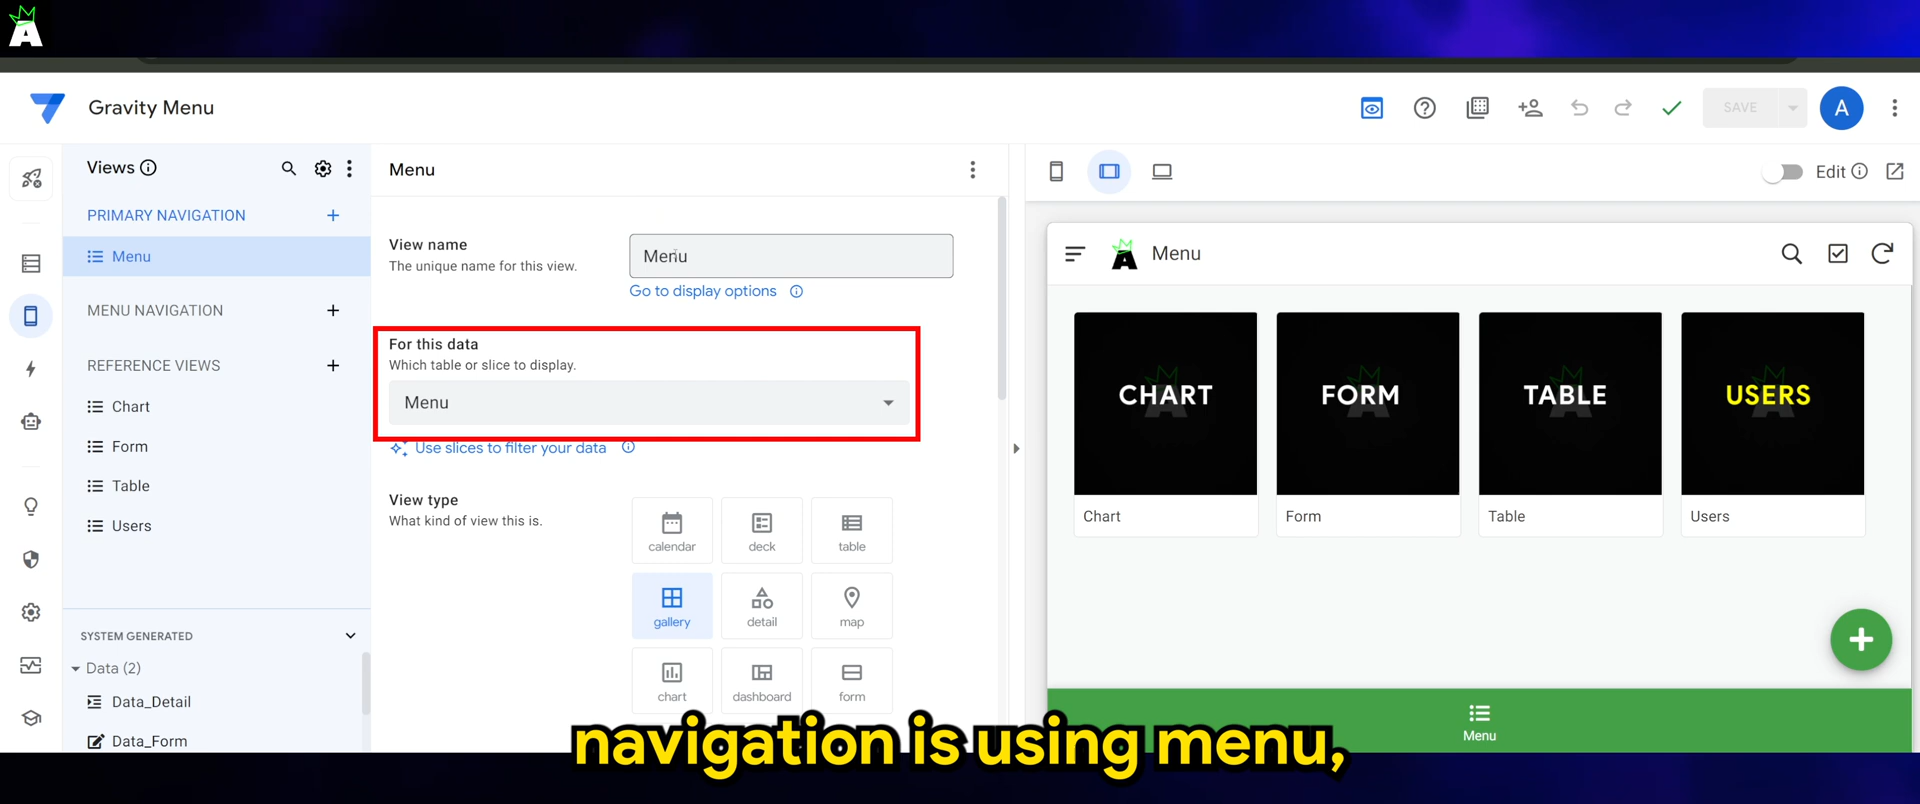 A
Gravity Menu
SAVE
A
Views
PRIMARY NAVIGATION
Menu
MENU NAVIGATION
REFERENCE VIEWS
Chart
Form
Table
Users
SYSTEM GENERATED
Data (2)
Data_Detail
Data_Form
Menu
View name
The unique name for this view.
Menu
Go to display options
For this data
Which table or slice to display.
Menu
Use slices to filter your data
View type
What kind of view this is.
calendar
deck
table
gallery
detail
map
chart
dashboard
form
Edit
A
Menu
CHART
FORM
TABLE
USERS
Chart
Form
Table
Users
Menu
navigation is using menu,